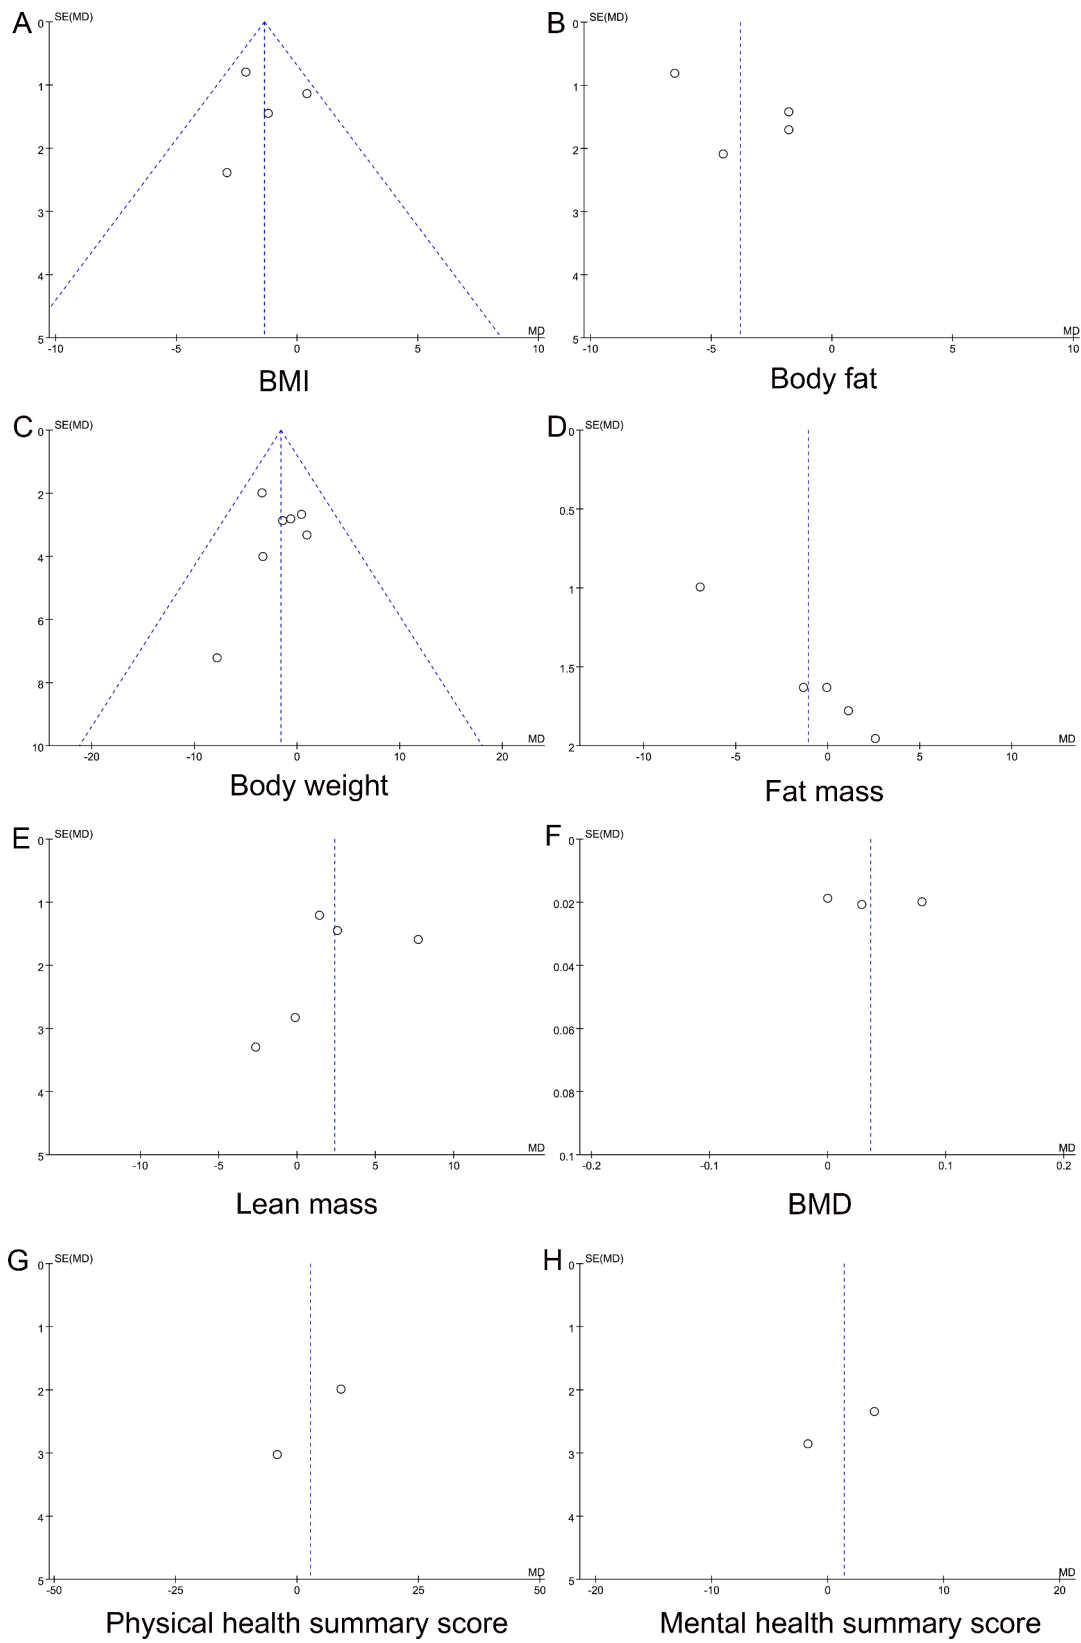 A
SE(MD)
0
1
2
3
4
5
-10
-5
0
5
10
MD
BMI
B
SE(MD)
0
1
2
3
4
5
-10
-5
0
5
10
MD
Body fat
C
SE(MD)
0
2
4
6
8
10
-20
-10
0
10
20
MD
Body weight
D
SE(MD)
0
0.5
1
1.5
2
-10
-5
0
5
10
MD
Fat mass
E
SE(MD)
0
1
2
3
4
5
-10
-5
0
5
10
MD
Lean mass
F
SE(MD)
0
0.02
0.04
0.06
0.08
0.1
-0.2
-0.1
0
0.1
0.2
MD
BMD
G
SE(MD)
0
1
2
3
4
5
-50
-25
0
25
50
MD
Physical health summary score
H
SE(MD)
0
1
2
3
4
5
-20
-10
0
10
20
MD
Mental health summary score